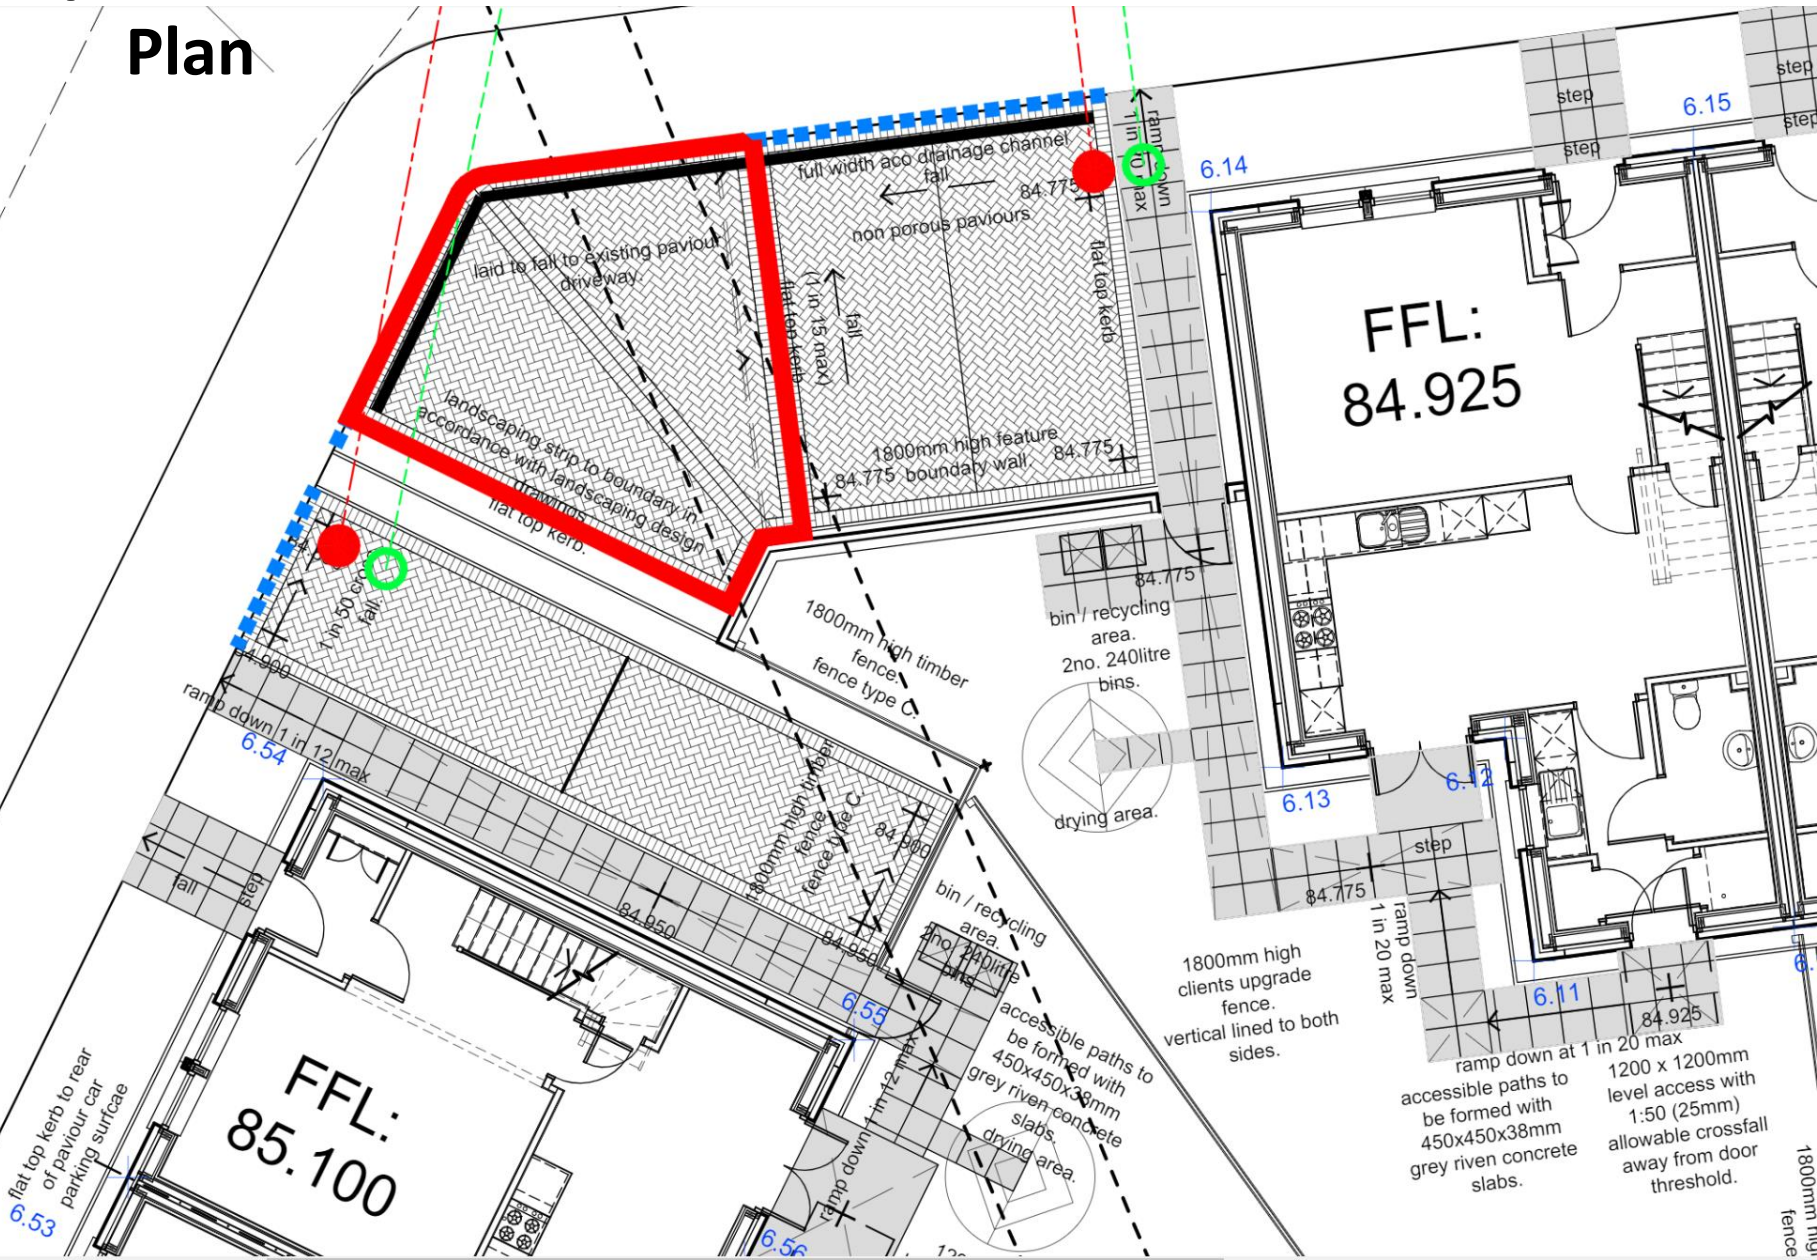 Plan
step
step
step
step
6.15
6.14
ramp down
1 in 20 max
full width aco drainage channel
fall
84.775
non porous paviours
flat top kerb
fall
(1 in 15 max)
flat top kerb
laid to fall to existing paviour
driveway.
landscaping strip to boundary in
accordance with landscaping design
drawings.
flat top kerb.
1800mm high feature
boundary wall.
84.775
84.775
FFL:
84.925
84.775
bin / recycling
area.
2no. 240litre
bins.
1800mm high timber
fence.
fence type C.
1 in 50 cross
fall.
84.900
ramp down 1 in 12 max
6.54
drying area.
6.13
6.12
step
84.775
1800mm high timber
fence
fence type C.
84.950
84.950
fall
step
bin / recycling
area.
2no. 240litre
bins.
6.55
ramp down
1 in 20 max
6.11
84.925
1800mm high
clients upgrade
fence.
vertical lined to both
sides.
accessible paths to
be formed with
450x450x38mm
grey riven concrete
slabs.
drying area.
ramp down 1 in 12 max
ramp down at 1 in 20 max
accessible paths to
be formed with
450x450x38mm
grey riven concrete
slabs.
1200 x 1200mm
level access with
1:50 (25mm)
allowable crossfall
away from door
threshold.
FFL:
85.100
flat top kerb to rear
of paviour car
parking surfcae
6.53
6.56
1800mm high
fence